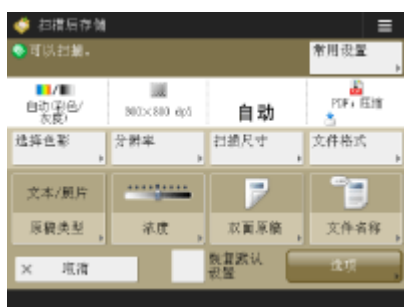 扫描后存储
可以扫描。
常用设置
自动(彩色/
灰度)
300×300 dpi
自动
PDF; 压缩
选择色彩
分辨率
扫描尺寸
文件格式
文本/照片
原稿类型
浓度
双面原稿
文件名称
× 取消
恢复默认
设置
选项